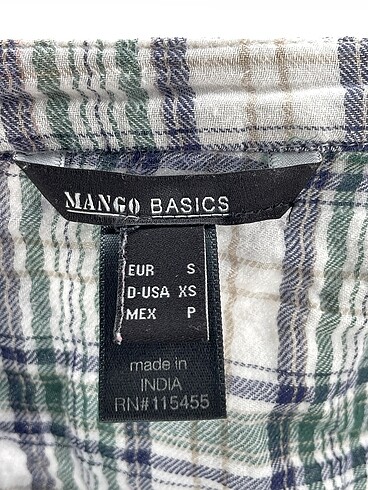 MANGO BASICS
EUR S
D-USA XS
MEX P
made in
INDIA
RN#115455